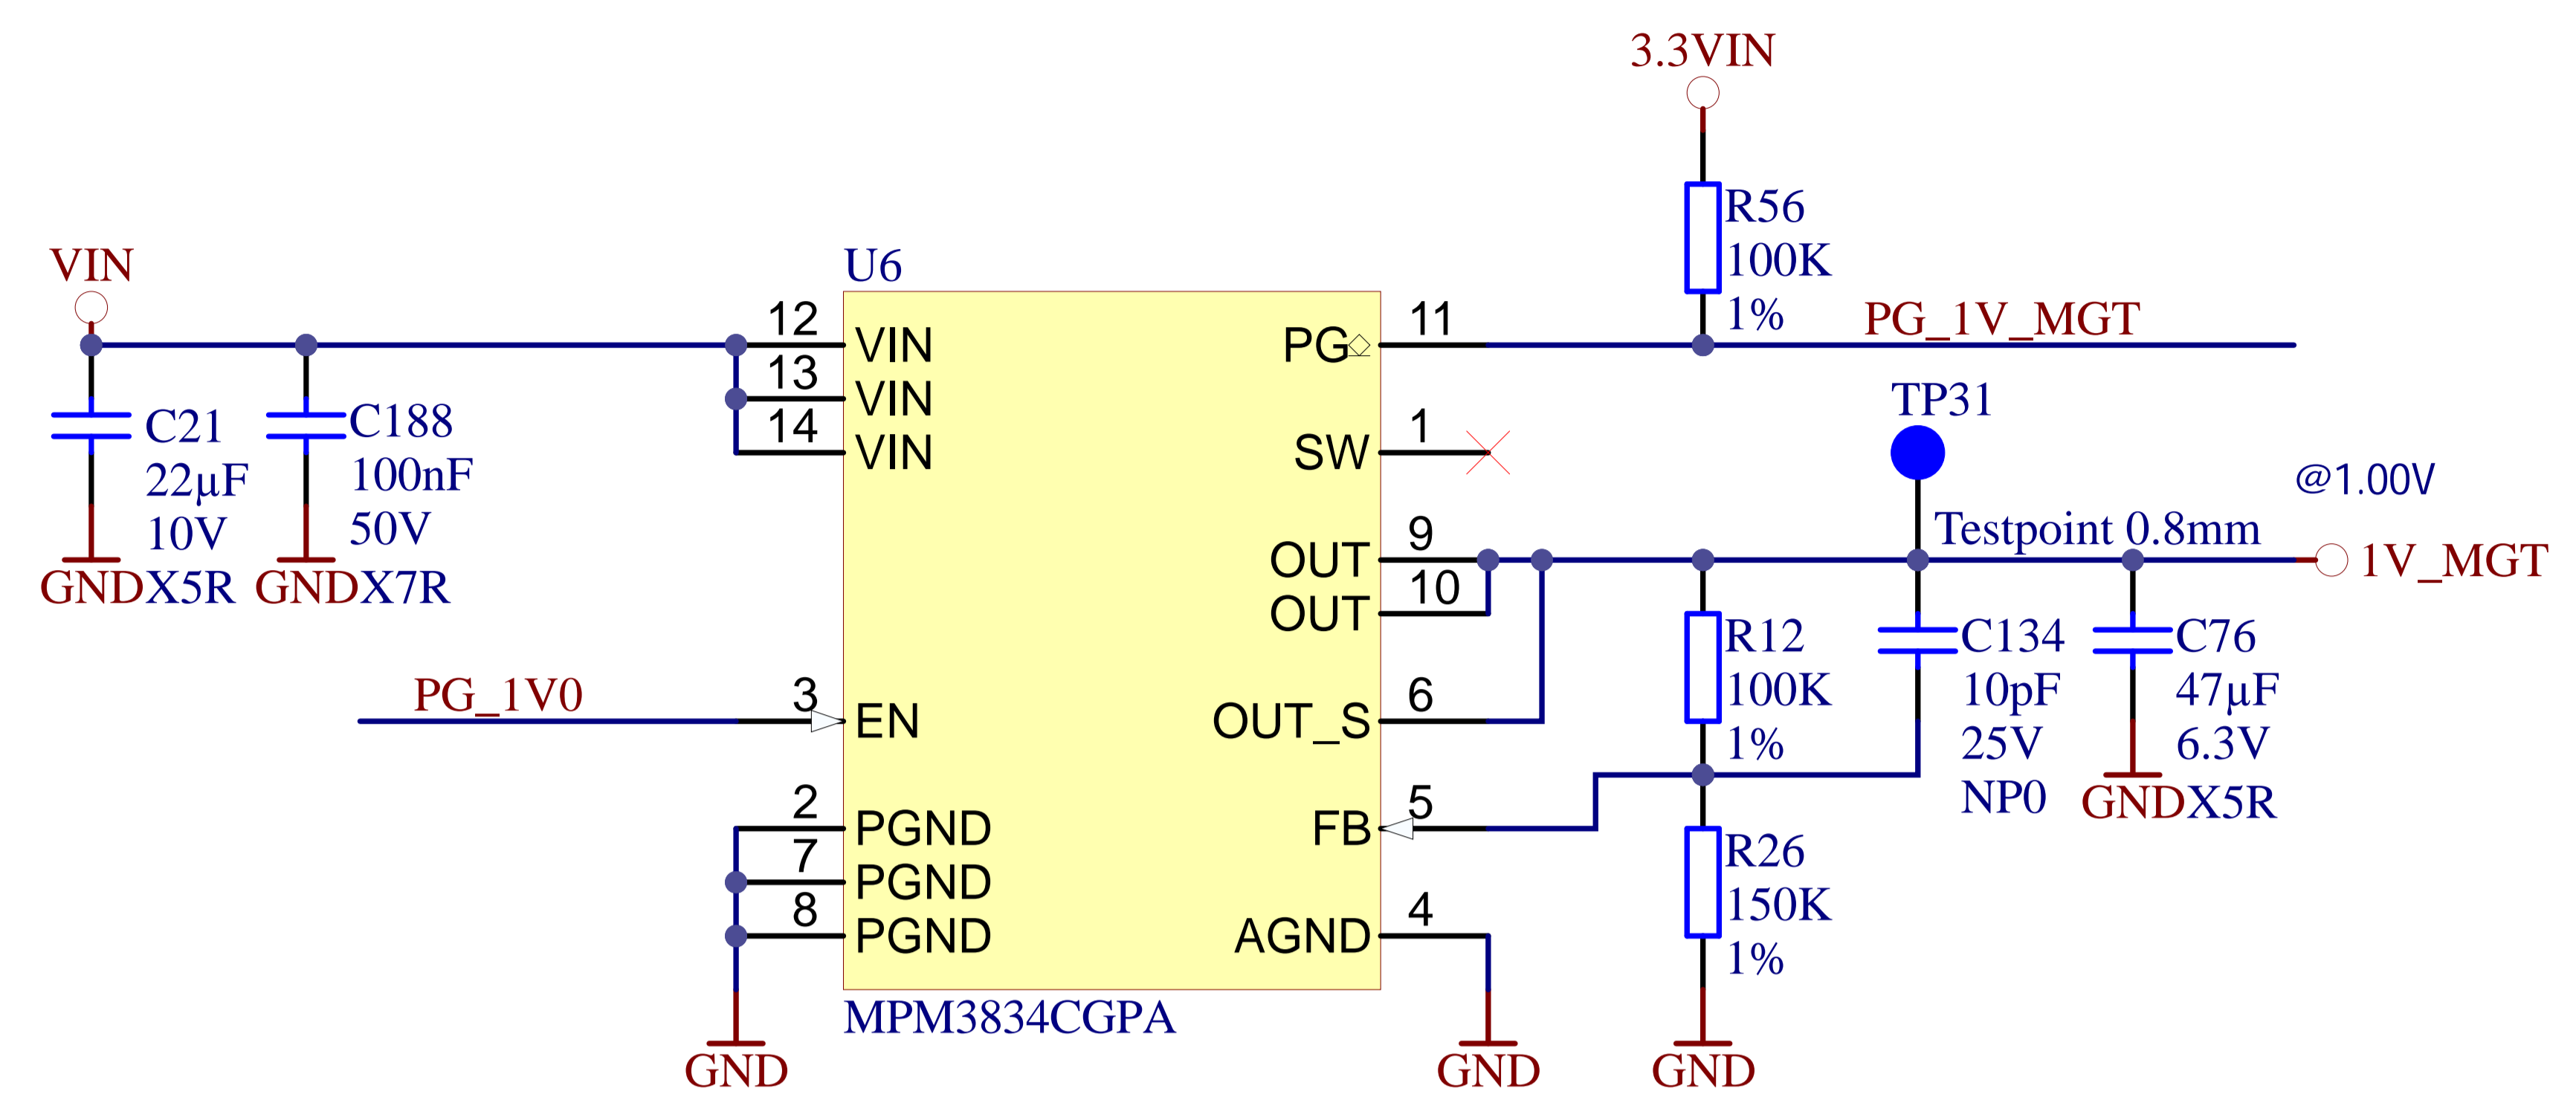 3.3VIN
R56
100K
1%
VIN
U6
12
VIN
13
VIN
14
VIN
PG
11
PG_1V_MGT
SW
1
TP31
C21
22µF
10V
GNDX5R
C188
100nF
50V
GNDX7R
@1.00V
Testpoint 0.8mm
OUT
9
OUT
10
1V_MGT
PG_1V0
3
EN
OUT_S
6
R12
100K
1%
C134
10pF
25V
NP0
C76
47µF
6.3V
GNDX5R
2
PGND
7
PGND
8
PGND
FB
5
AGND
4
R26
150K
1%
MPM3834CGPA
GND
GND
GND